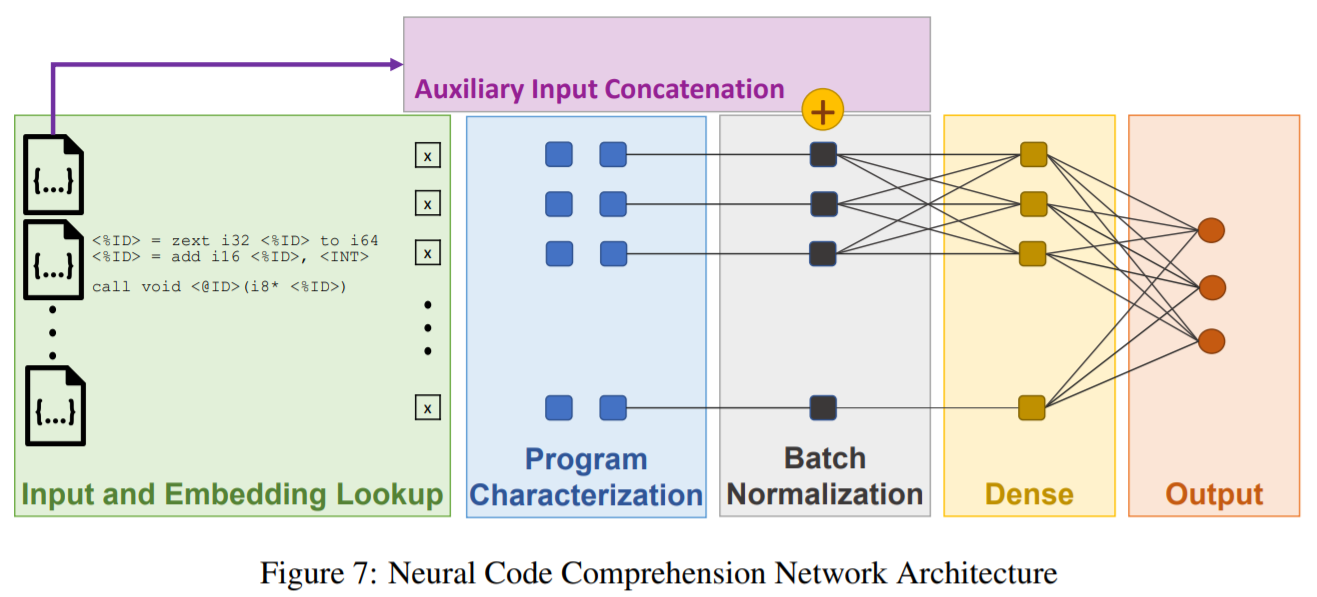 Auxiliary Input Concatenation
+
{...}
x
x
{...}
<%ID> = zext i32 <%ID> to i64
<%ID> = add i16 <%ID>, <INT>
call void <@ID>(i8* <%ID>)
x
{...}
x
Input and Embedding Lookup
Program
Characterization
Batch
Normalization
Dense
Output
Figure 7: Neural Code Comprehension Network Architecture